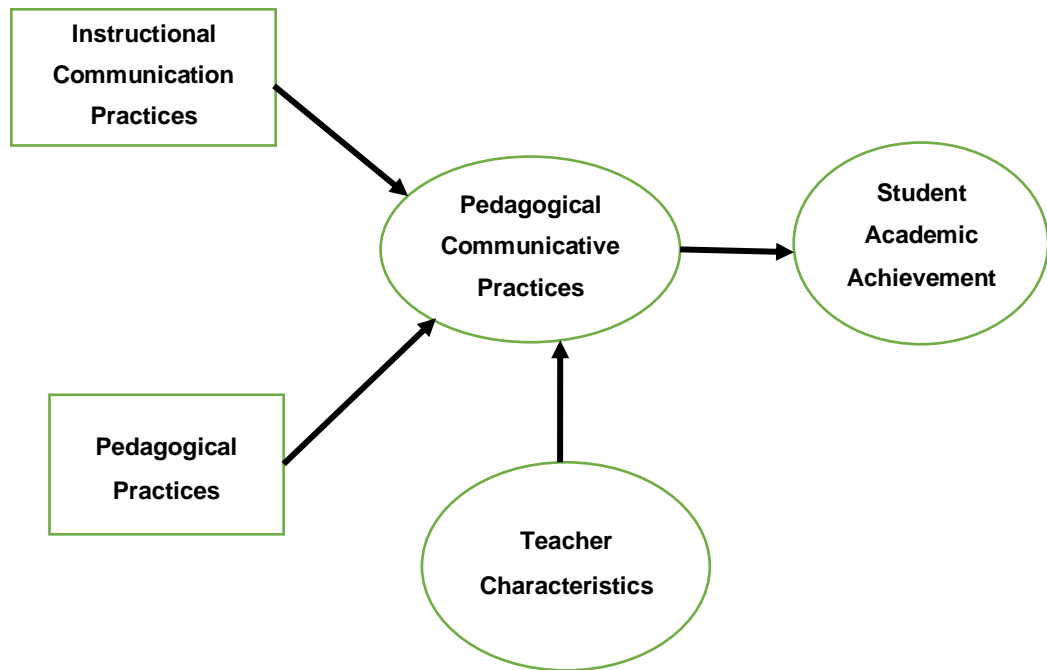 Instructional
Communication
Practices
Pedagogical
Communicative
Practices
Student
Academic
Achievement
Pedagogical
Practices
Teacher
Characteristics